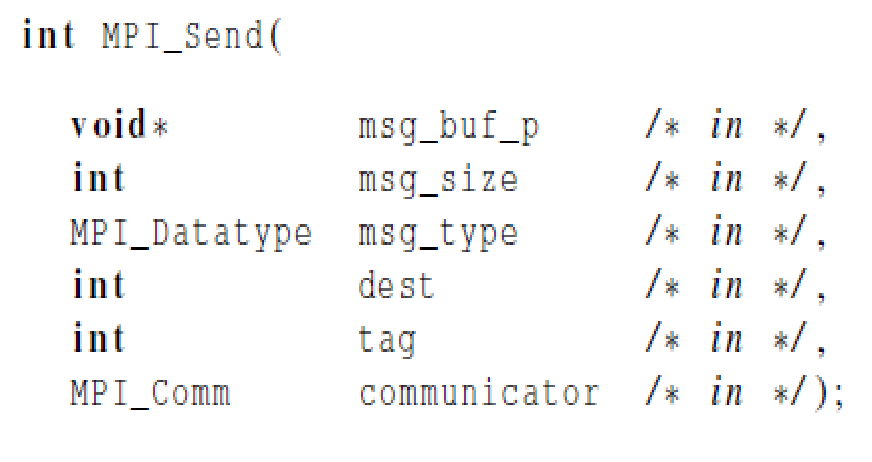 int MPI_Send(
void* msg_buf_p /* in */,
int msg_size /* in */,
MPI_Datatype msg_type /* in */,
int dest /* in */,
int tag /* in */,
MPI_Comm communicator /* in */);